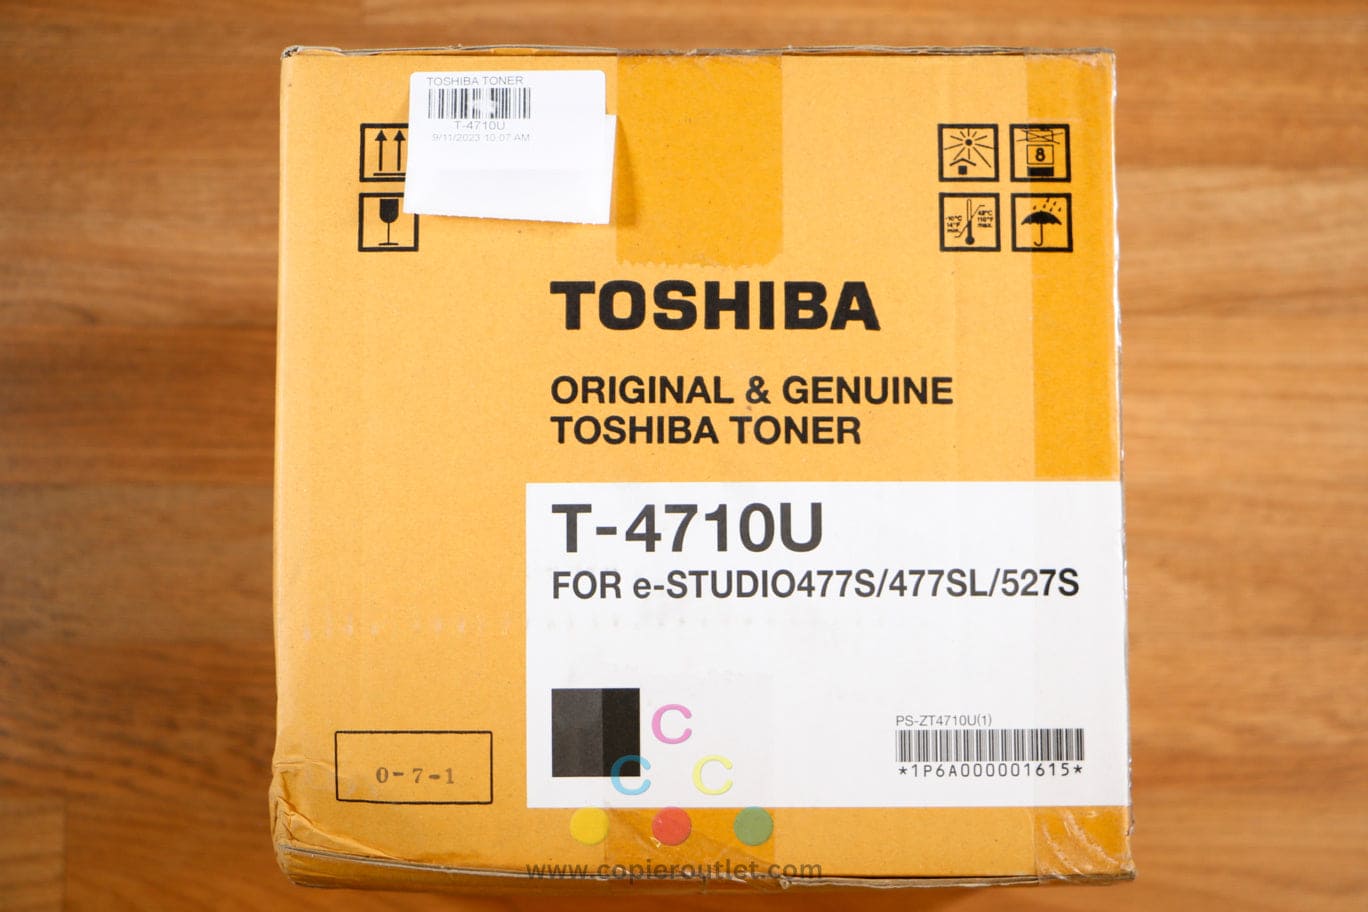 TOSHIBA TONER
T-4710U
9/11/2023 10:07 AM
8
TOSHIBA
ORIGINAL & GENUINE
TOSHIBA TONER
T-4710U
FOR e-STUDIO477S/477SL/527S
PS-ZT4710U(1)
*1P6A000001615*
0-7-1
C
C C
www.copieroutlet.com